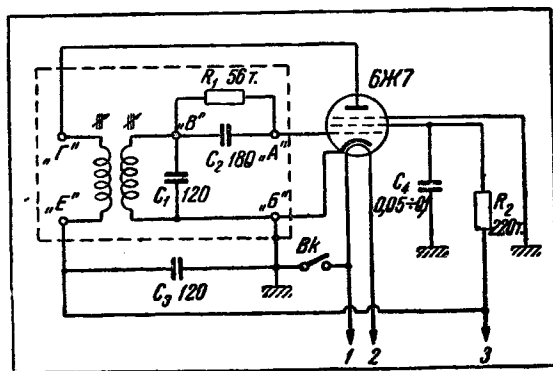 R₁ 56 т.
6Ж7
„В"
„Г"
C₂ 180
„А"
C₁ 120
„Е"
„Б"
C₄
0,05÷0,1
R₂
220т.
Вк
C₃ 120
1
2
3